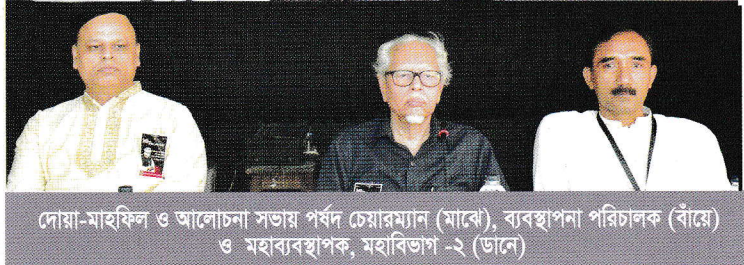 দোয়া-মাহফিল ও আলোচনা সভায় পর্ষদ চেয়ারম্যান (মাঝে), ব্যবস্থাপনা পরিচালক (বাঁয়ে)
ও মহাব্যবস্থাপক, মহাবিভাগ -২ (ডানে)